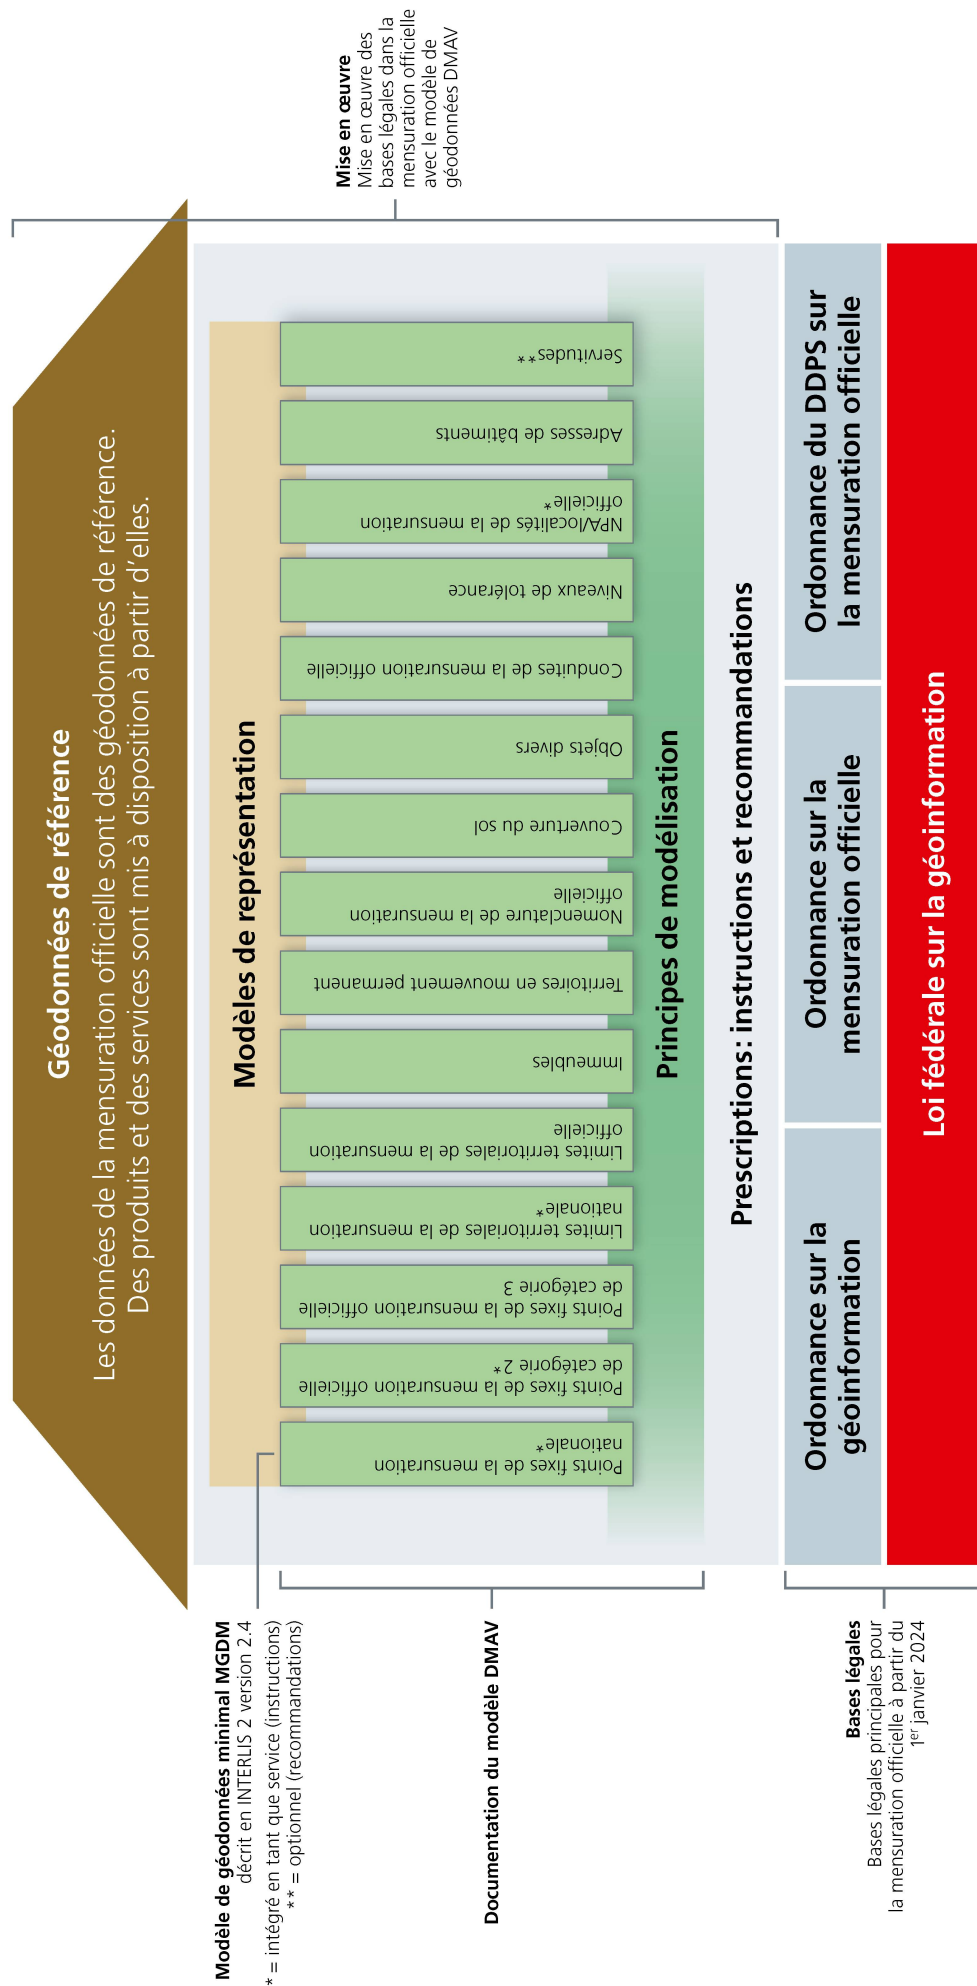 Géodonnées de référence
Les données de la mensuration officielle sont des géodonnées de référence.
Des produits et des services sont mis à disposition à partir d’elles.
Mise en œuvre
Mise en œuvre des
bases légales dans la
mensuration officielle
avec le modèle de
géodonnées DMAV
Modèle de géodonnées minimal MGDM
décrit en INTERLIS 2 version 2.4
* = intégré en tant que service (instructions)
** = optionnel (recommandations)
Modèles de représentation
Points fixes de la mensuration
nationale*
Points fixes de la mensuration officielle
de catégorie 2*
Points fixes de la mensuration officielle
de catégorie 3
Limites territoriales de la mensuration
nationale*
Limites territoriales de la mensuration
officielle
Immeubles
Territoires en mouvement permanent
Nomenclature de la mensuration
officielle
Couverture du sol
Objets divers
Conduites de la mensuration officielle
Niveaux de tolérance
NPA/localités de la mensuration
officielle*
Adresses de bâtiments
Servitudes**
Documentation du modèle DMAV
Principes de modélisation
Prescriptions: instructions et recommandations
Bases légales
Bases légales principales pour
la mensuration officielle à partir du
1er janvier 2024
Ordonnance sur la
géoinformation
Ordonnance sur la
mensuration officielle
Ordonnance du DDPS sur
la mensuration officielle
Loi fédérale sur la géoinformation